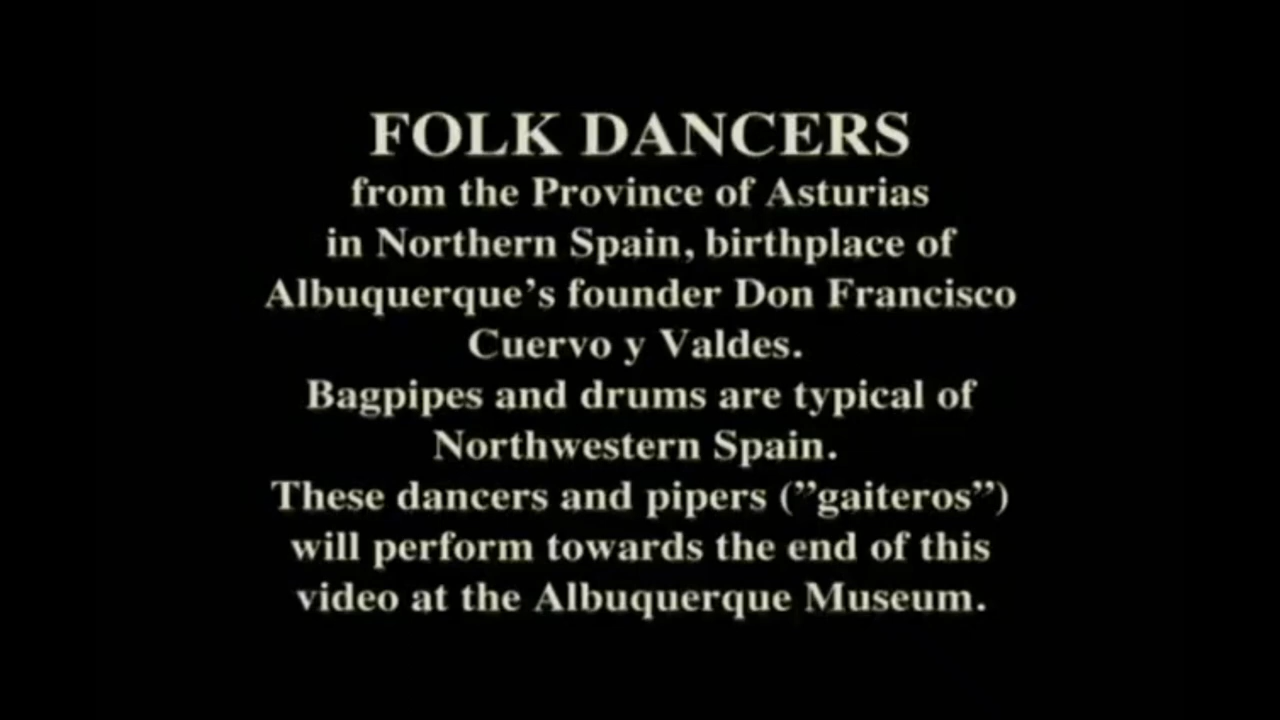 FOLK DANCERS
from the Province of Asturias
in Northern Spain, birthplace of
Albuquerque’s founder Don Francisco
Cuervo y Valdes.
Bagpipes and drums are typical of
Northwestern Spain.
These dancers and pipers (”gaiteros”)
will perform towards the end of this
video at the Albuquerque Museum.